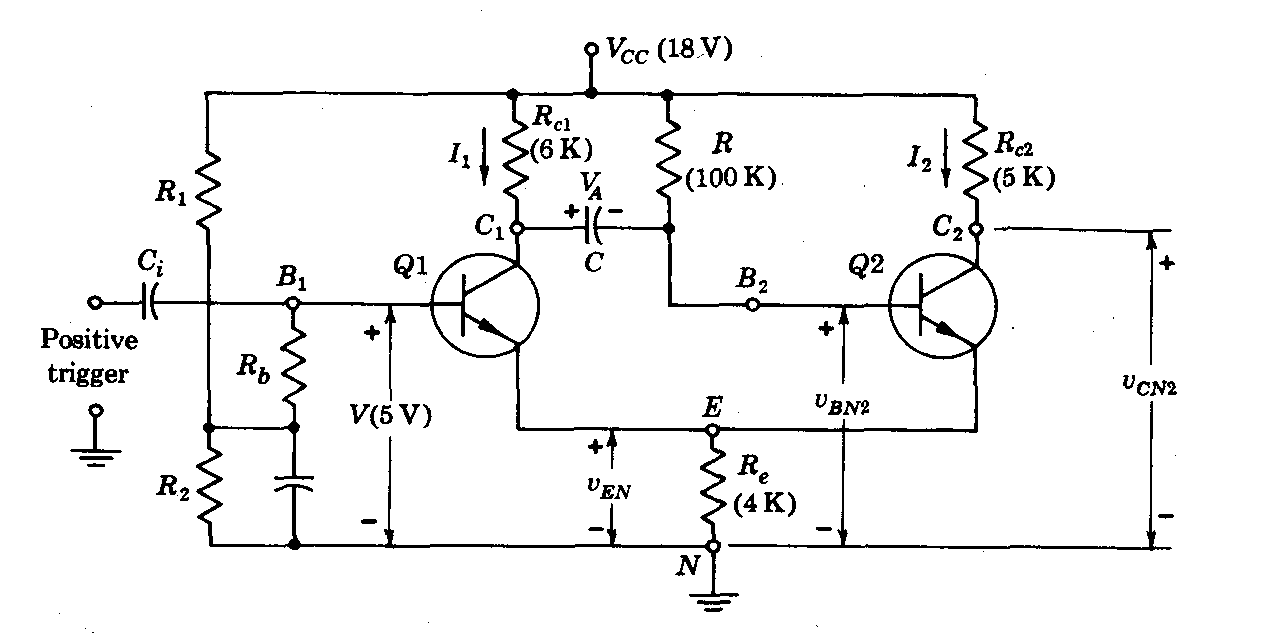 V_CC (18 V)
R_c1
(6 K)
I_1
R
(100 K)
I_2
R_c2
(5 K)
R_1
V_A
+ −
C_1
C
C_2
C_i
B_1
Q1
B_2
Q2
+
+
+
Positive
trigger
R_b
V(5 V)
E
v_BN2
v_CN2
+
R_2
v_EN
R_e
(4 K)
−
−
−
−
N